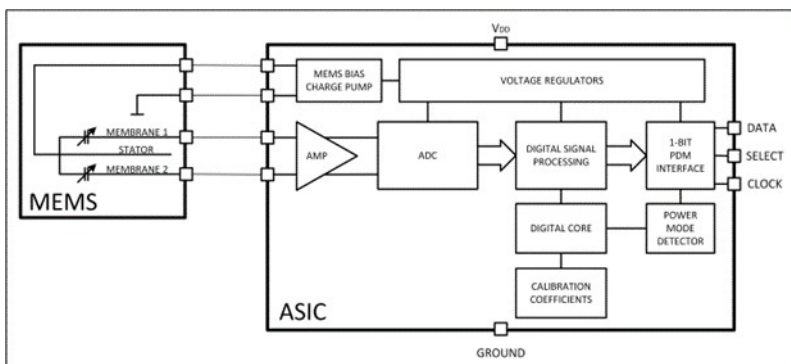 VDD
MEMS BIAS
CHARGE PUMP
VOLTAGE REGULATORS
MEMBRANE 1
STATOR
MEMBRANE 2
MEMS
AMP
ADC
DIGITAL SIGNAL
PROCESSING
1-BIT
PDM
INTERFACE
DATA
SELECT
CLOCK
DIGITAL CORE
POWER
MODE
DETECTOR
CALIBRATION
COEFFICIENTS
ASIC
GROUND